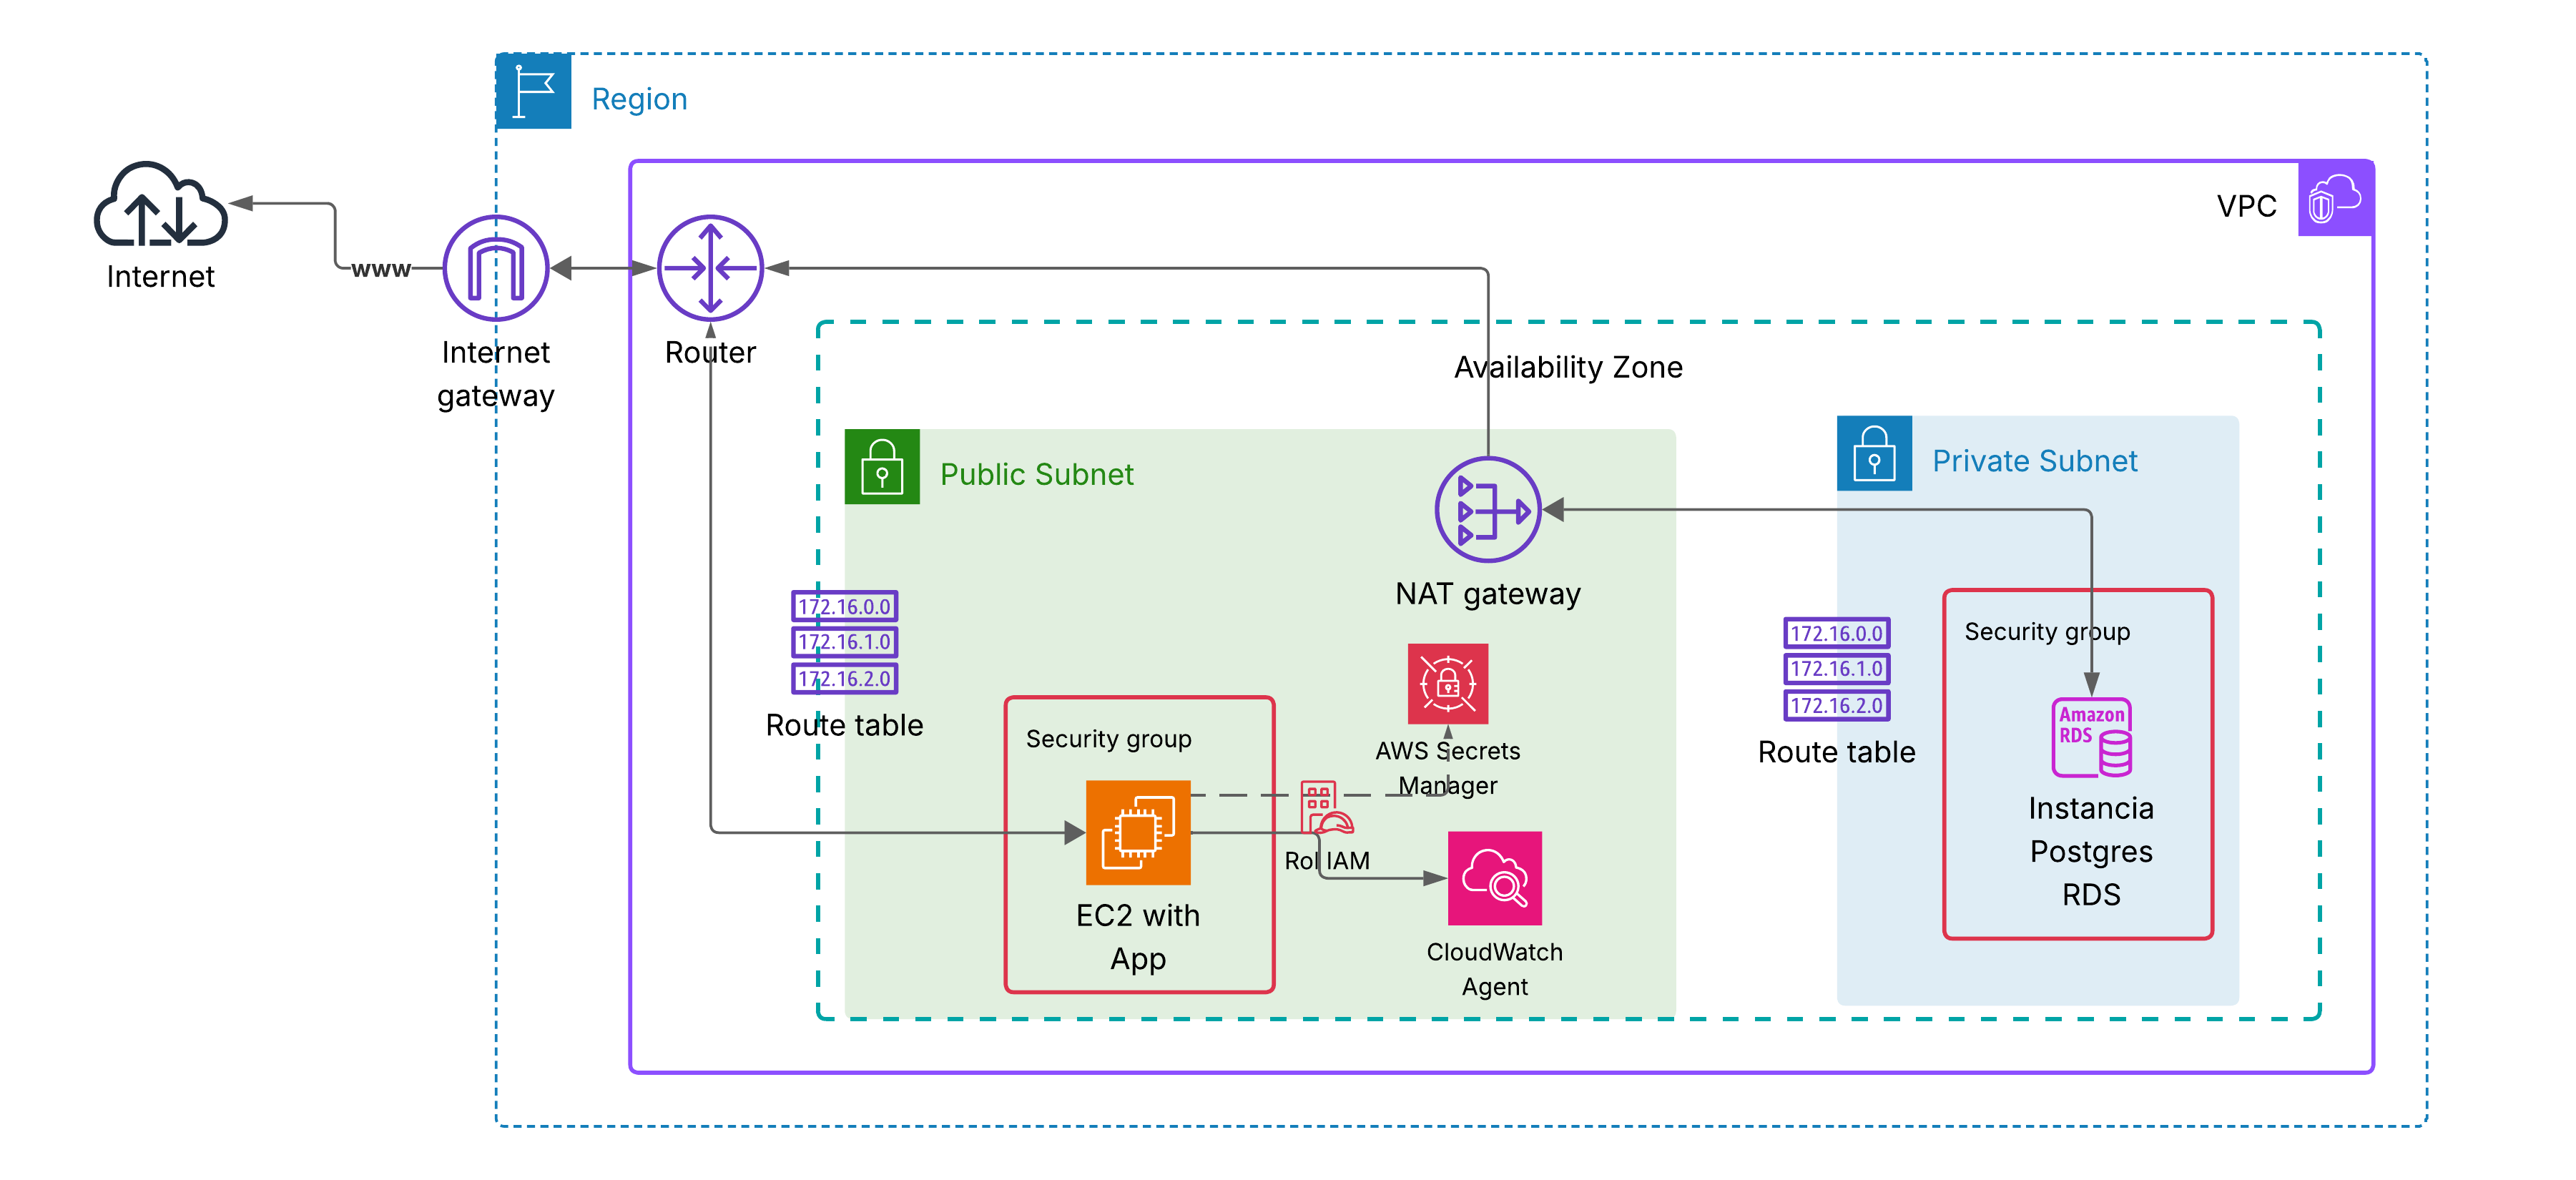 Region
VPC
Internet
www
Internet
gateway
Router
Availability Zone
Public Subnet
Private Subnet
NAT gateway
172.16.0.0
172.16.1.0
172.16.2.0
Route table
Security group
EC2 with
App
AWS Secrets
Manager
Rol IAM
CloudWatch
Agent
172.16.0.0
172.16.1.0
172.16.2.0
Route table
Security group
Amazon
RDS
Instancia
Postgres
RDS